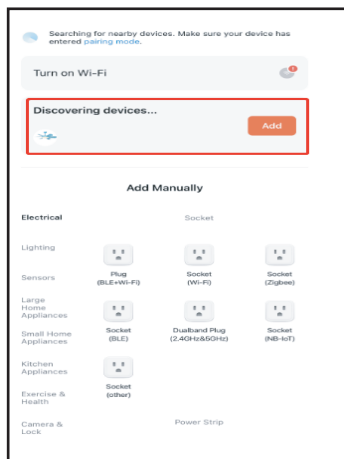 Searching for nearby devices. Make sure your device has
entered pairing mode.
Turn on Wi-Fi
Discovering devices...
Add
Add Manually
Electrical
Socket
Lighting
Sensors
Large
Home
Appliances
Small Home
Appliances
Kitchen
Appliances
Exercise &
Health
Camera &
Lock
Plug
(BLE+Wi-Fi)
Socket
(Wi-Fi)
Socket
(Zigbee)
Socket
(BLE)
Dualband Plug
(2.4GHz&5GHz)
Socket
(NB-IoT)
Socket
(other)
Power Strip